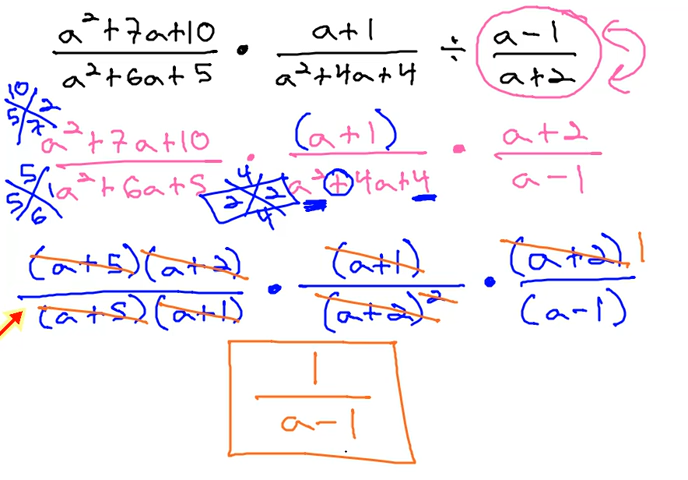 a² + 7a + 10 / a² + 6a + 5 • a + 1 / a² + 4a + 4 ÷ a - 1 / a + 2
10
5 2
7
a² + 7a + 10 / a² + 6a + 5 • (a + 1) / a² + 4a + 4 • a + 2 / a - 1
5
5 1
6
4
2 2
4
(a + 5)(a + 2) / (a + 5)(a + 1) • (a + 1) / (a + 2)² • (a + 2) 1 / (a - 1)
1 / a - 1